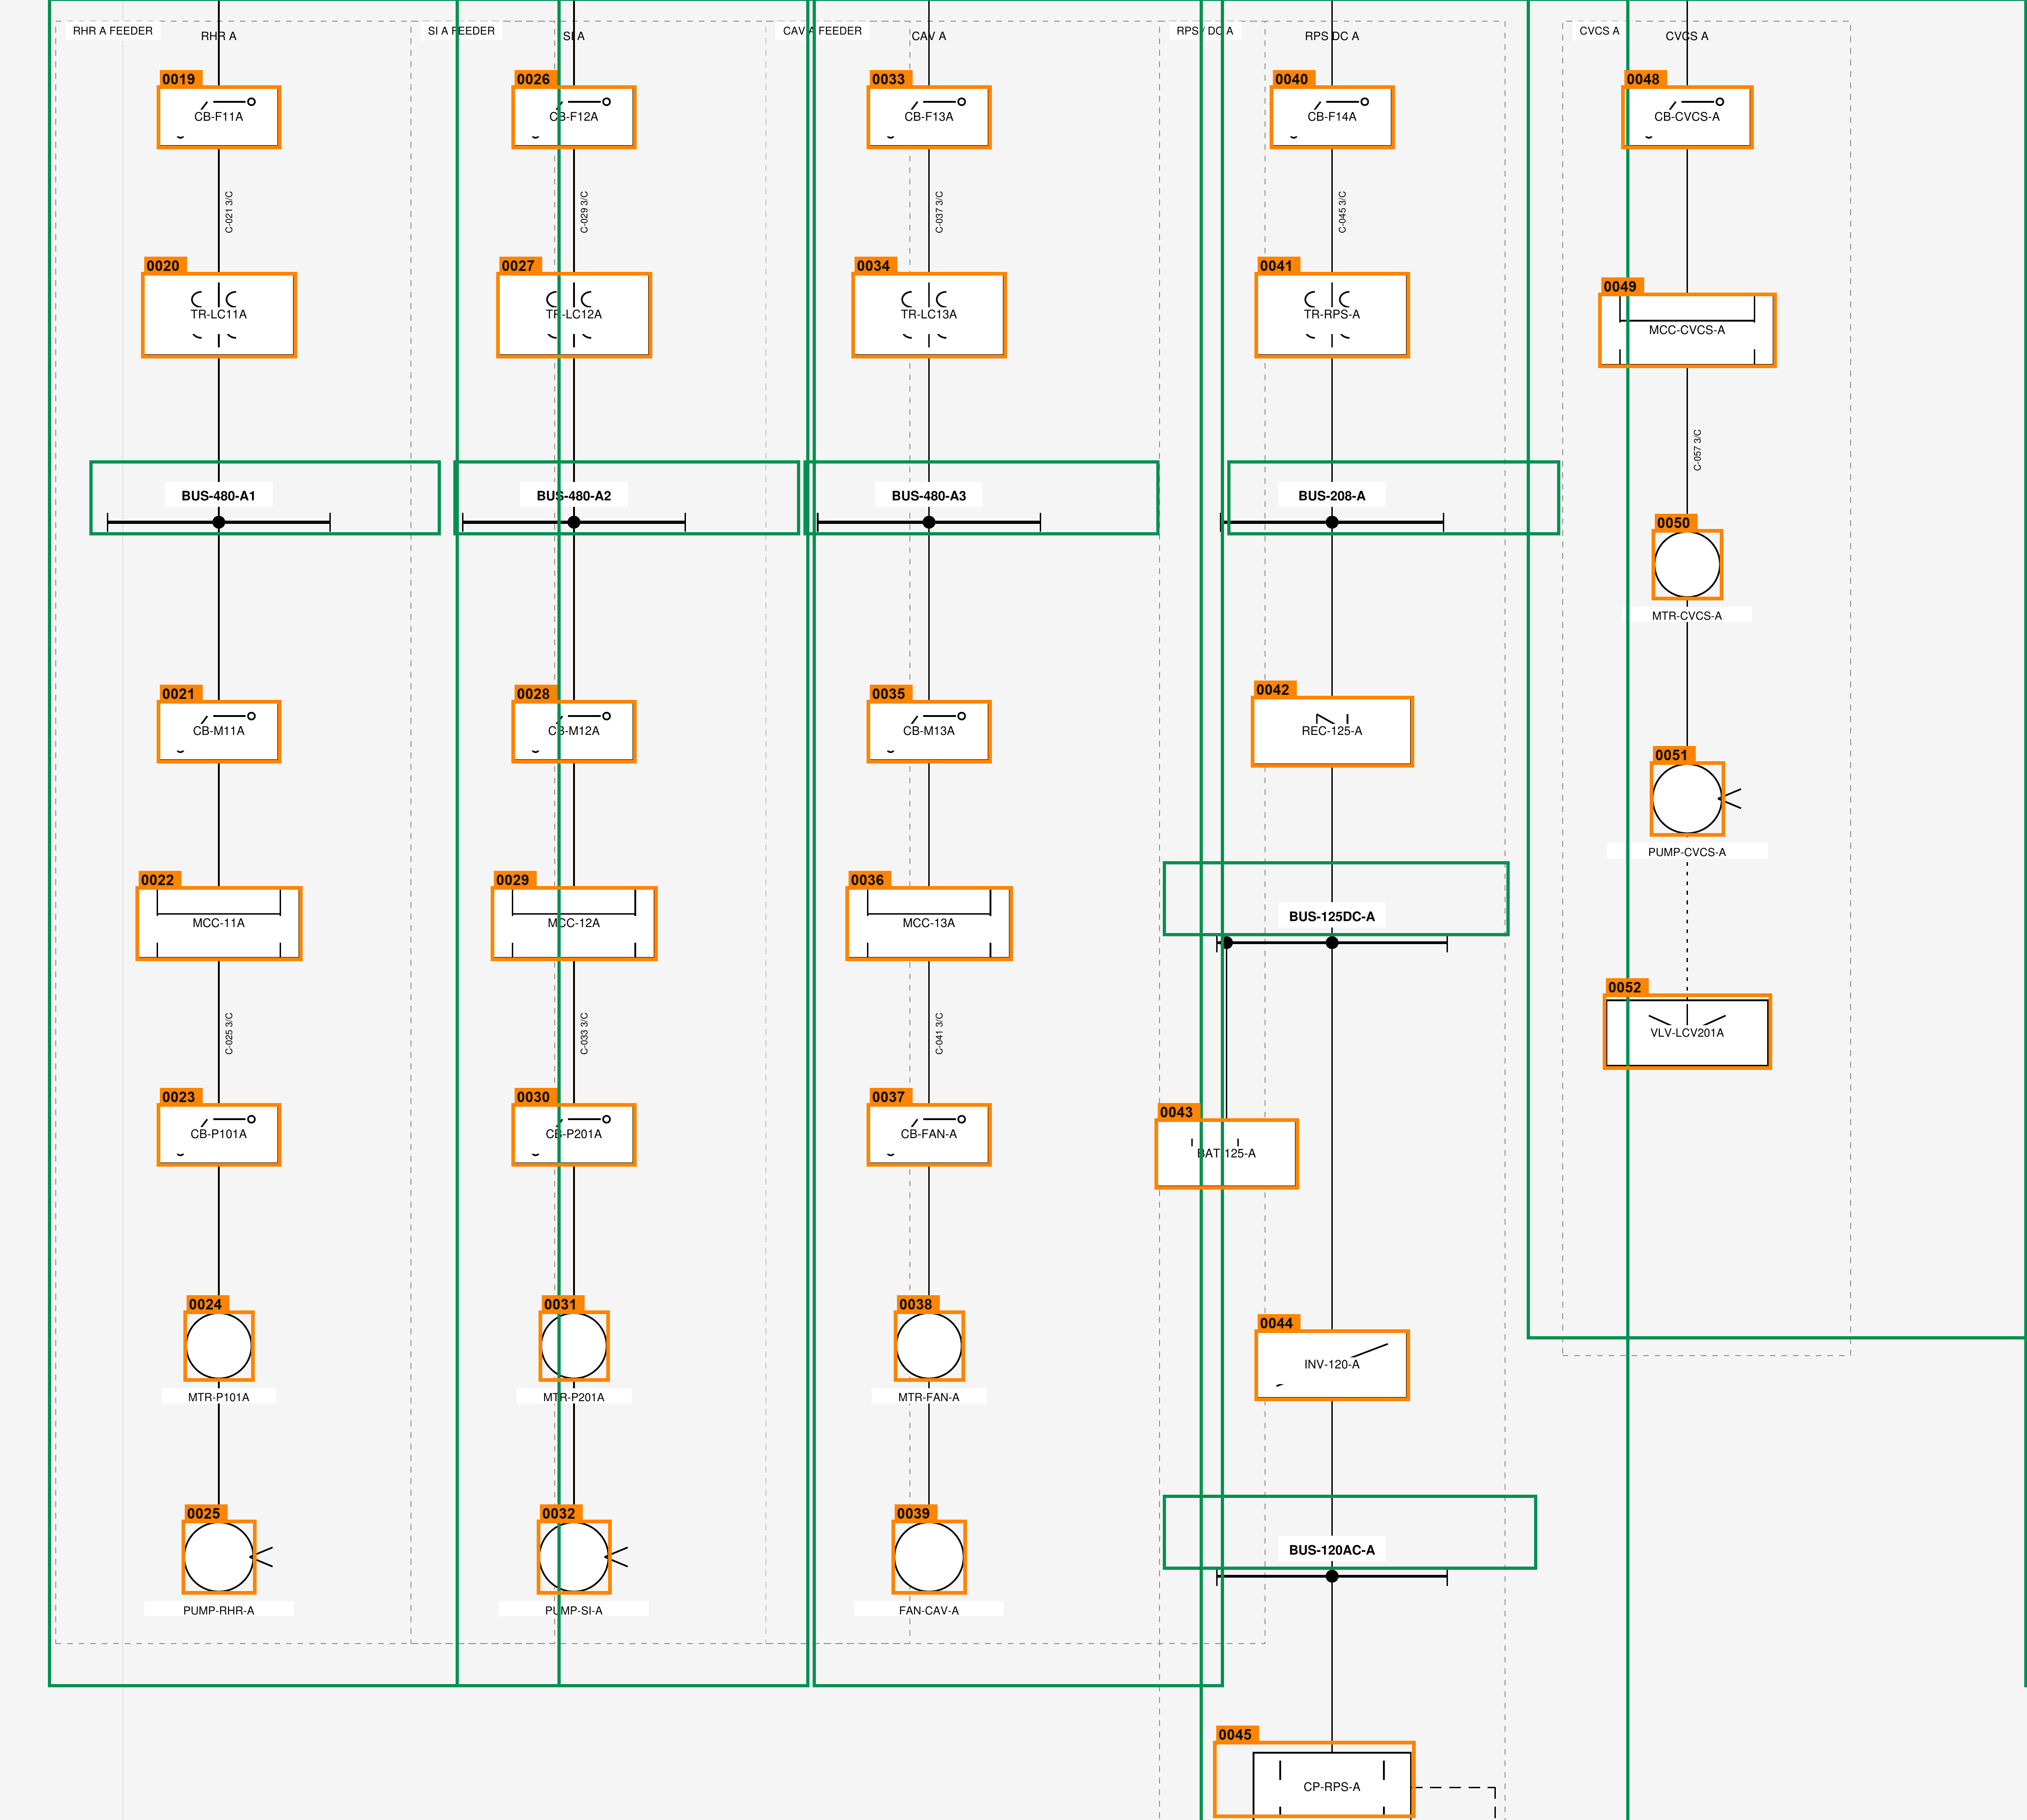 RHR A FEEDER
RHR A
SI A FEEDER
SI A
CAV A FEEDER
CAV A
RPS / DC A
RPS DC A
CVCS A
CVCS A
0019
CB-F11A
0026
CB-F12A
0033
CB-F13A
0040
CB-F14A
0048
CB-CVCS-A
C-021 3/C
C-029 3/C
C-037 3/C
C-045 3/C
0020
TR-LC11A
0027
TR-LC12A
0034
TR-LC13A
0041
TR-RPS-A
0049
MCC-CVCS-A
C-057 3/C
BUS-480-A1
BUS-480-A2
BUS-480-A3
BUS-208-A
0050
MTR-CVCS-A
0021
CB-M11A
0028
CB-M12A
0035
CB-M13A
0042
REC-125-A
0051
PUMP-CVCS-A
0022
MCC-11A
0029
MCC-12A
0036
MCC-13A
BUS-125DC-A
0052
VLV-LCV201A
C-025 3/C
C-033 3/C
C-041 3/C
0023
CB-P101A
0030
CB-P201A
0037
CB-FAN-A
0043
BAT-125-A
0024
MTR-P101A
0031
MTR-P201A
0038
MTR-FAN-A
0044
INV-120-A
0025
PUMP-RHR-A
0032
PUMP-SI-A
0039
FAN-CAV-A
BUS-120AC-A
0045
CP-RPS-A